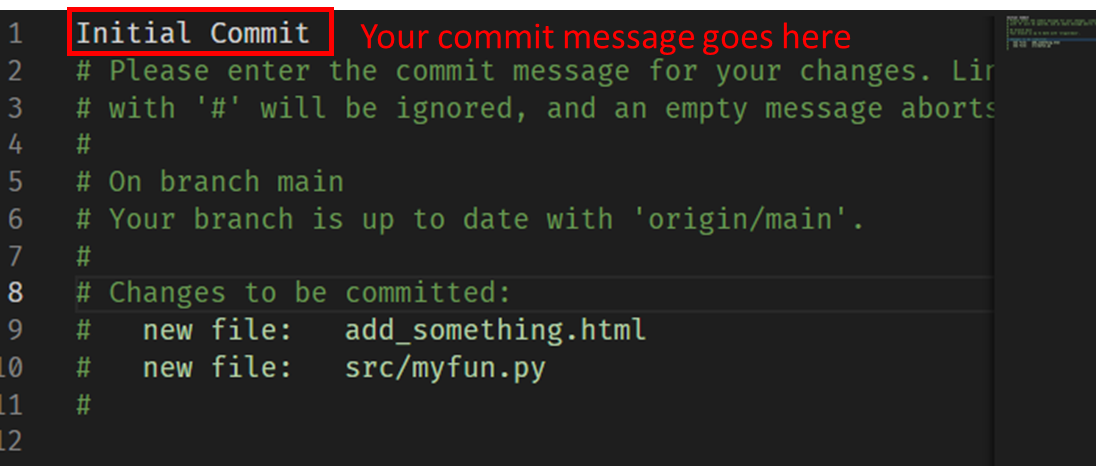 1 Initial Commit Your commit message goes here
2 # Please enter the commit message for your changes.
3 # with '#' will be ignored, and an empty message aborts
4 #
5 # On branch main
6 # Your branch is up to date with 'origin/main'.
7 #
8 # Changes to be committed:
9 # new file: add_something.html
10 # new file: src/myfun.py
11 #
12